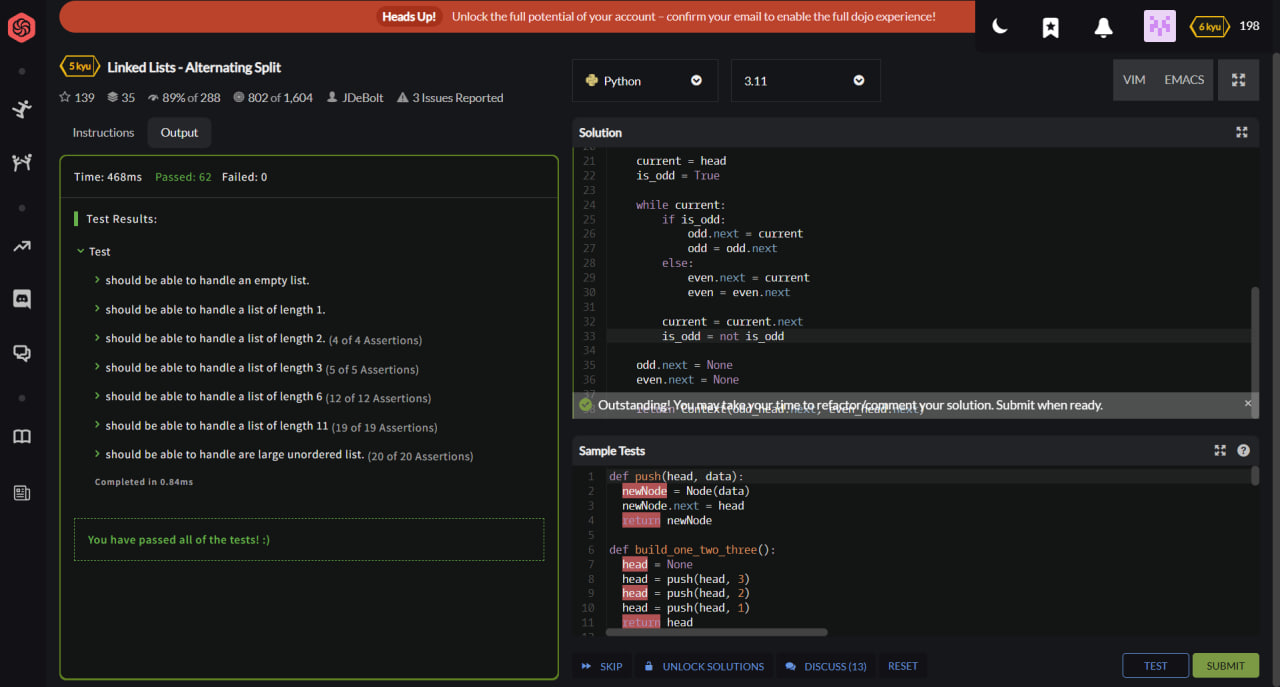 Heads Up! Unlock the full potential of your account – confirm your email to enable the full dojo experience!
6 kyu 198
5 kyu Linked Lists - Alternating Split
139 35 89% of 288 802 of 1,604 JDeBolt 3 Issues Reported
Instructions Output
Time: 468ms Passed: 62 Failed: 0
Test Results:
Test
should be able to handle an empty list.
should be able to handle a list of length 1.
should be able to handle a list of length 2. (4 of 4 Assertions)
should be able to handle a list of length 3 (5 of 5 Assertions)
should be able to handle a list of length 6 (12 of 12 Assertions)
should be able to handle a list of length 11 (19 of 19 Assertions)
should be able to handle are large unordered list. (20 of 20 Assertions)
Completed in 0.84ms
You have passed all of the tests! :)
Python 3.11 VIM EMACS
Solution
20
21 current = head
22 is_odd = True
23
24 while current:
25 if is_odd:
26 odd.next = current
27 odd = odd.next
28 else:
29 even.next = current
30 even = even.next
31
32 current = current.next
33 is_odd = not is_odd
34
35 odd.next = None
36 even.next = None
37
38 return Context(odd_head.next, even_head.next)
Outstanding! You may take your time to refactor/comment your solution. Submit when ready. ×
Sample Tests
1 def push(head, data):
2 newNode = Node(data)
3 newNode.next = head
4 return newNode
5
6 def build_one_two_three():
7 head = None
8 head = push(head, 3)
9 head = push(head, 2)
10 head = push(head, 1)
11 return head
12
SKIP UNLOCK SOLUTIONS DISCUSS (13) RESET TEST SUBMIT